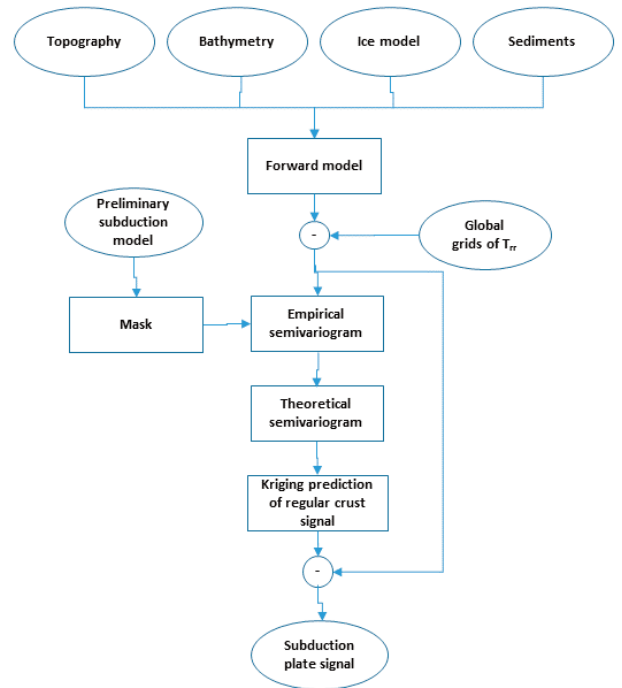 Topography
Bathymetry
Ice model
Sediments
Forward model
Preliminary
subduction
model
-
Global
grids of Trr
Mask
Empirical
semivariogram
Theoretical
semivariogram
Kriging prediction
of regular crust
signal
-
Subduction
plate signal